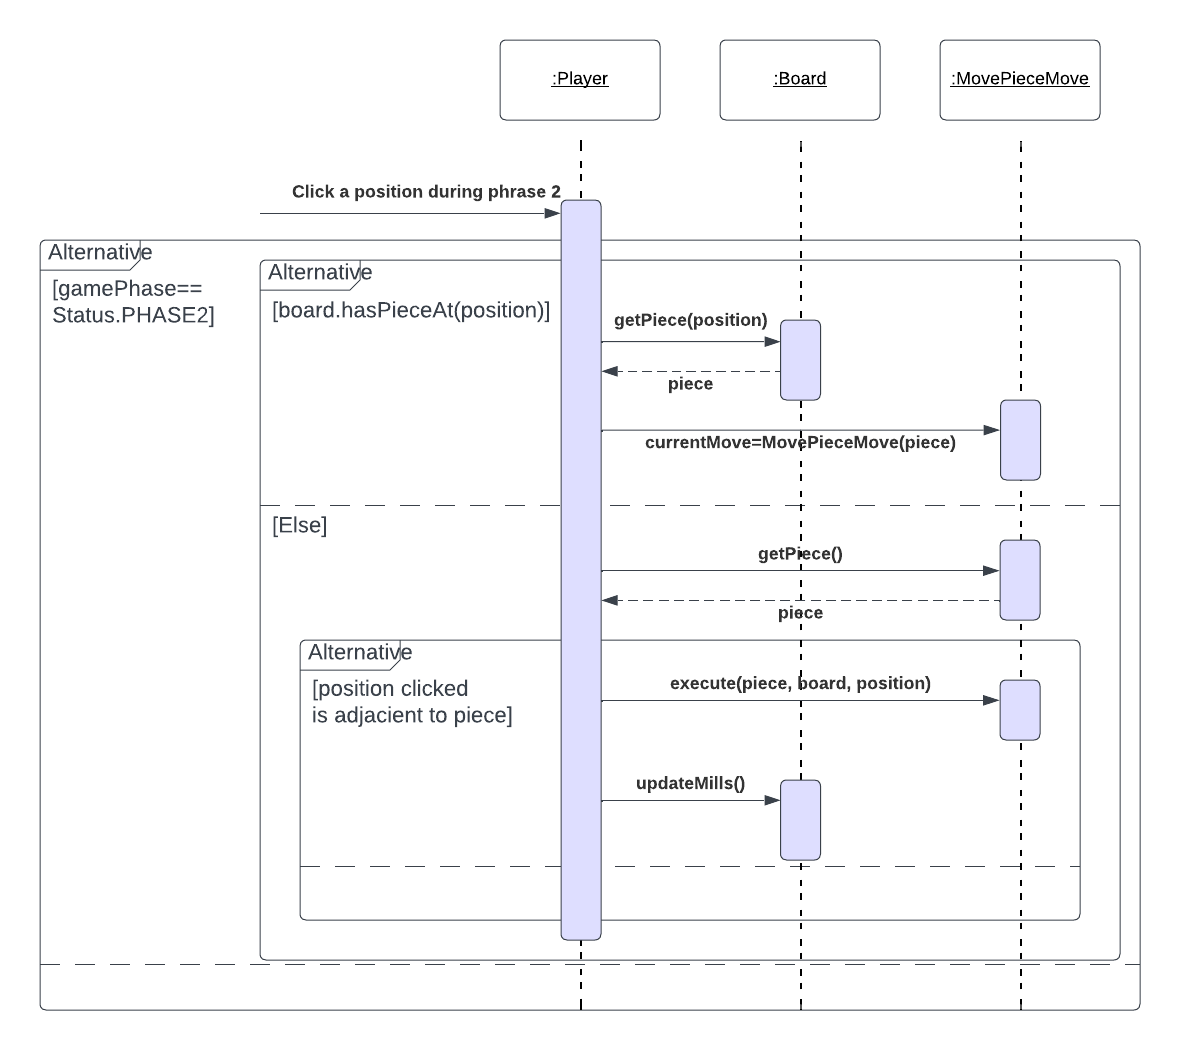 :Player
:Board
:MovePieceMove
Click a position during phrase 2
Alternative
[gamePhase==
Status.PHASE2]
Alternative
[board.hasPieceAt(position)]
getPiece(position)
piece
currentMove=MovePieceMove(piece)
[Else]
getPiece()
piece
Alternative
[position clicked
is adjacient to piece]
execute(piece, board, position)
updateMills()